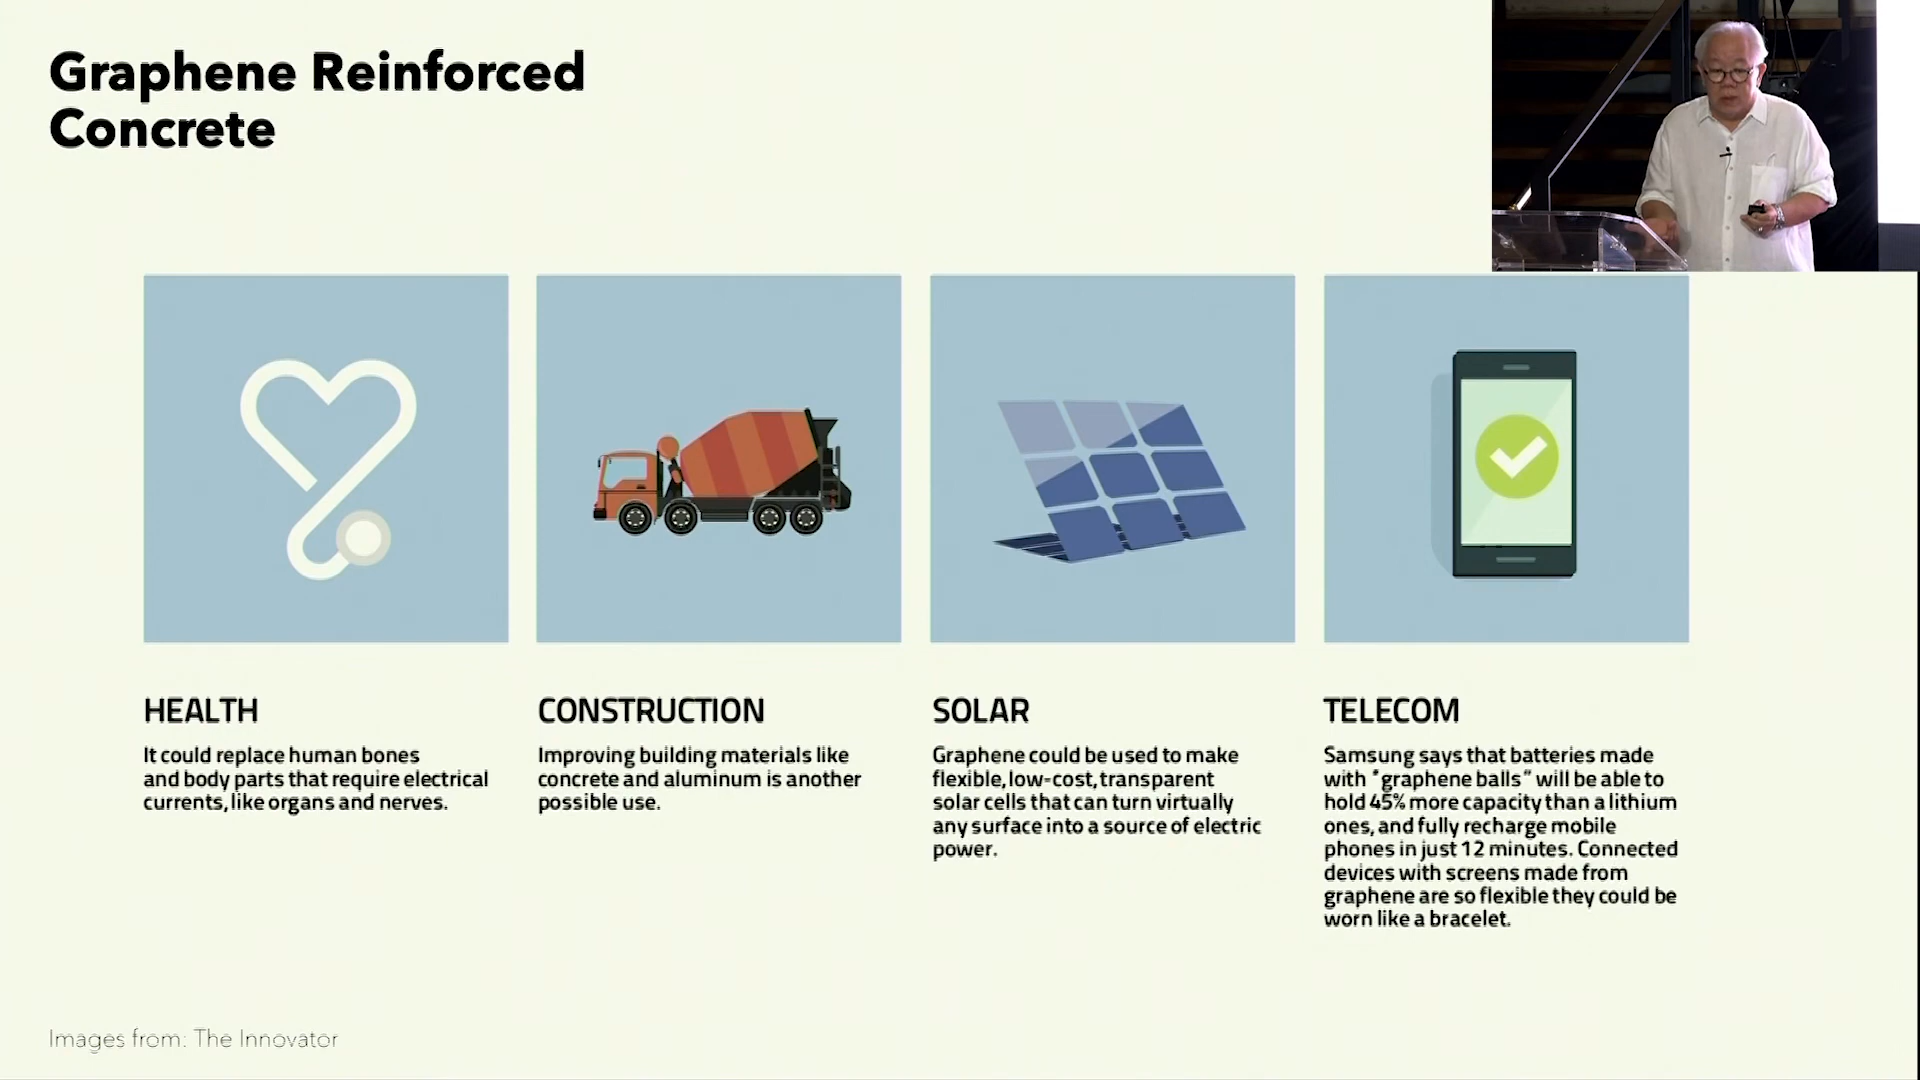 Graphene Reinforced
Concrete
HEALTH
It could replace human bones
and body parts that require electrical
currents, like organs and nerves.
CONSTRUCTION
Improving building materials like
concrete and aluminum is another
possible use.
SOLAR
Graphene could be used to make
flexible, low-cost, transparent
solar cells that can turn virtually
any surface into a source of electric
power.
TELECOM
Samsung says that batteries made
with "graphene balls" will be able to
hold 45% more capacity than a lithium
ones, and fully recharge mobile
phones in just 12 minutes. Connected
devices with screens made from
graphene are so flexible they could be
worn like a bracelet.
Images from: The Innovator